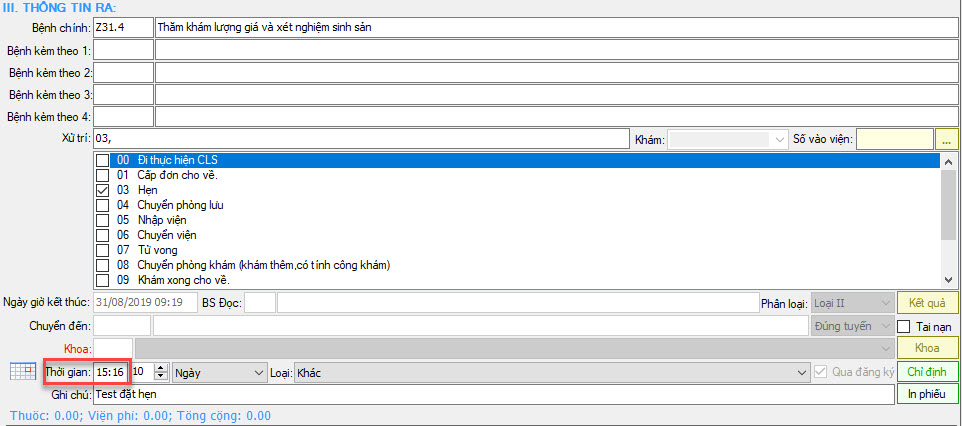 III. THÔNG TIN RA:
Bệnh chính: Z31.4 Thăm khám lượng giá và xét nghiệm sinh sản
Bệnh kèm theo 1:
Bệnh kèm theo 2:
Bệnh kèm theo 3:
Bệnh kèm theo 4:
Xử trí: 03, Khám: Số vào viện: ...
00 Đi thực hiện CLS
01 Cấp đơn cho về.
03 Hẹn
04 Chuyển phòng lưu
05 Nhập viện
06 Chuyển viện
07 Tử vong
08 Chuyển phòng khám (khám thêm,có tính công khám)
09 Khám xong cho về.
Ngày giờ kết thúc: 31/08/2019 09:19 BS Đọc: Phân loại: Loại II Kết quả
Chuyển đến: Đúng tuyến Tai nạn
Khoa: Khoa
Thời gian: 15:16 10 Ngày Loại: Khác Qua đăng ký Chỉ định
Ghi chú: Test đặt hẹn In phiếu
Thuốc: 0.00; Viện phí: 0.00; Tổng cộng: 0.00